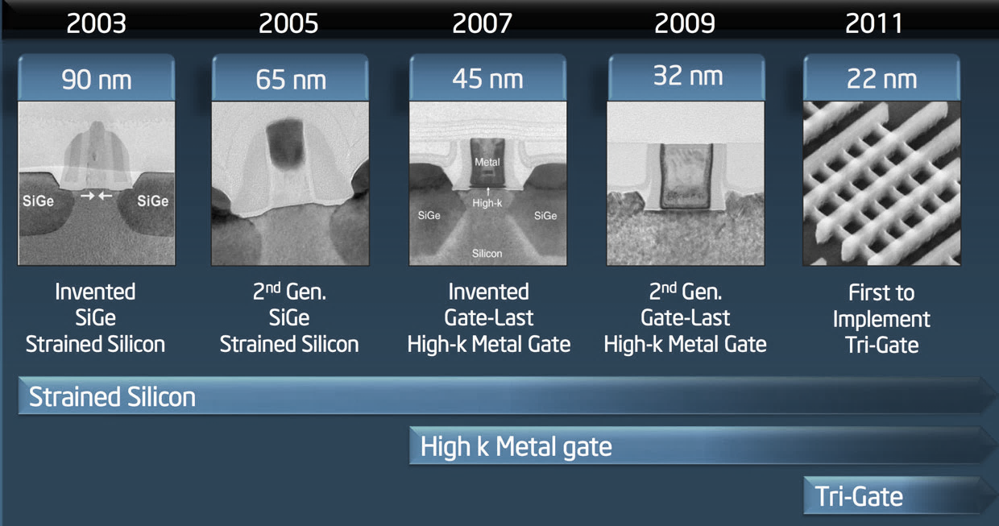 2003
2005
2007
2009
2011
90 nm
65 nm
45 nm
32 nm
22 nm
SiGe
SiGe
Metal
High-k
SiGe
SiGe
Silicon
Invented
SiGe
Strained Silicon
2nd Gen.
SiGe
Strained Silicon
Invented
Gate-Last
High-k Metal Gate
2nd Gen.
Gate-Last
High-k Metal Gate
First to
Implement
Tri-Gate
Strained Silicon
High k Metal gate
Tri-Gate